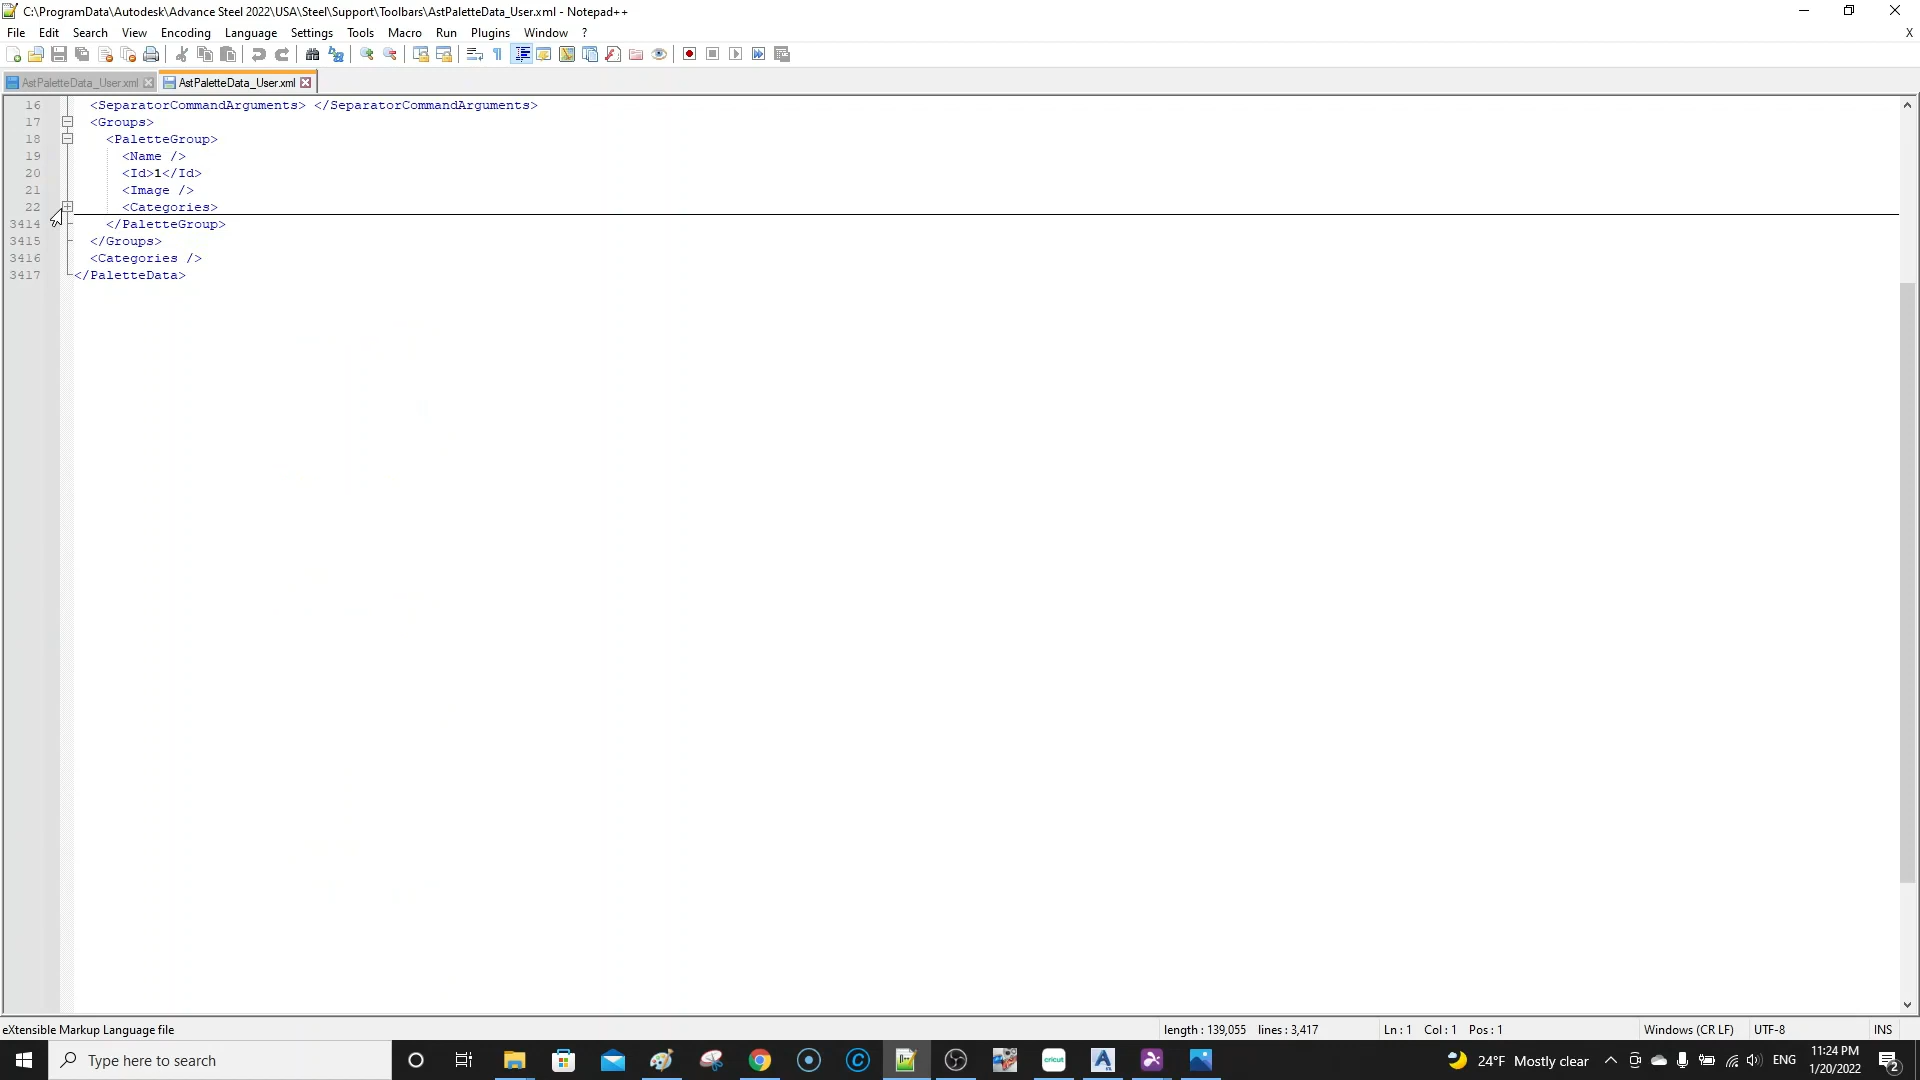 C:\ProgramData\Autodesk\Advance Steel 2022\USA\Steel\Support\Toolbars\AstPaletteData_User.xml - Notepad++
File Edit Search View Encoding Language Settings Tools Macro Run Plugins Window ? X
AstPaletteData_User.xml AstPaletteData_User.xml
16 <SeparatorCommandArguments> </SeparatorCommandArguments>
17 <Groups>
18 <PaletteGroup>
19 <Name />
20 <Id>1</Id>
21 <Image />
22 <Categories>
3414 </PaletteGroup>
3415 </Groups>
3416 <Categories />
3417 </PaletteData>
eXtensible Markup Language file length : 139,055 lines : 3,417 Ln : 1 Col : 1 Pos : 1 Windows (CR LF) UTF-8 INS
Type here to search
cricut
24°F Mostly clear
ENG
11:24 PM
1/20/2022
2